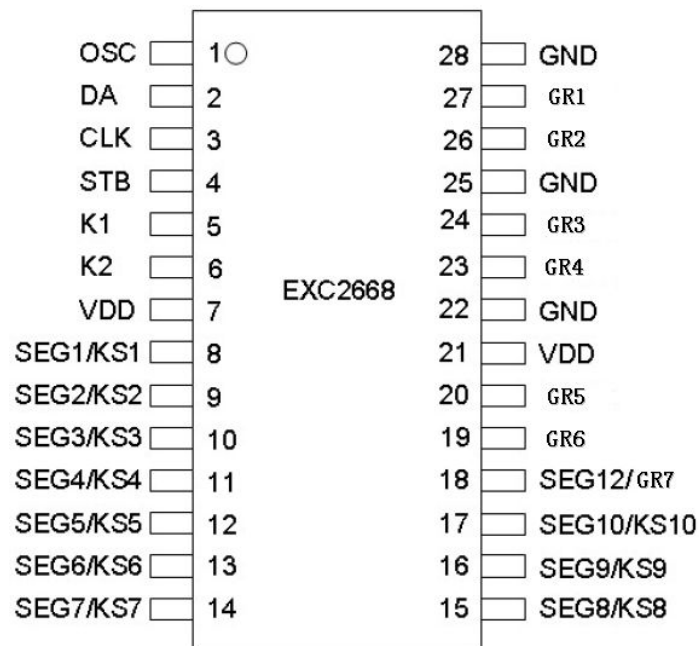 OSC 1 28 GND
DA 2 27 GR1
CLK 3 26 GR2
STB 4 25 GND
K1 5 24 GR3
K2 6 23 GR4
EXC2668
VDD 7 22 GND
SEG1/KS1 8 21 VDD
SEG2/KS2 9 20 GR5
SEG3/KS3 10 19 GR6
SEG4/KS4 11 18 SEG12/GR7
SEG5/KS5 12 17 SEG10/KS10
SEG6/KS6 13 16 SEG9/KS9
SEG7/KS7 14 15 SEG8/KS8